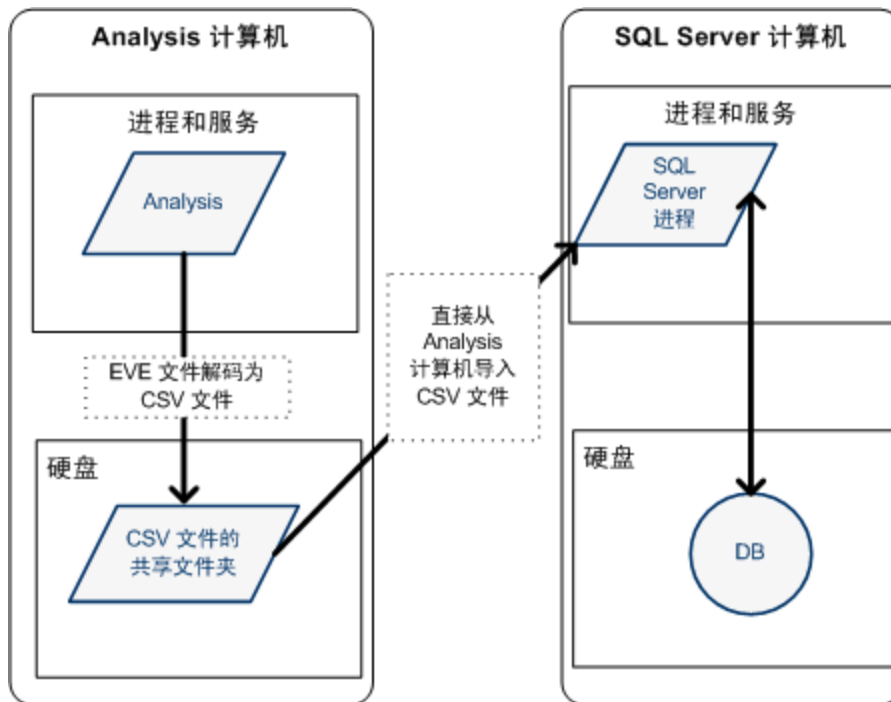 Analysis 计算机
进程和服务
Analysis
EVE 文件解码为
CSV 文件
硬盘
CSV 文件的
共享文件夹
直接从
Analysis
计算机导入
CSV 文件
SQL Server 计算机
进程和服务
SQL
Server
进程
硬盘
DB